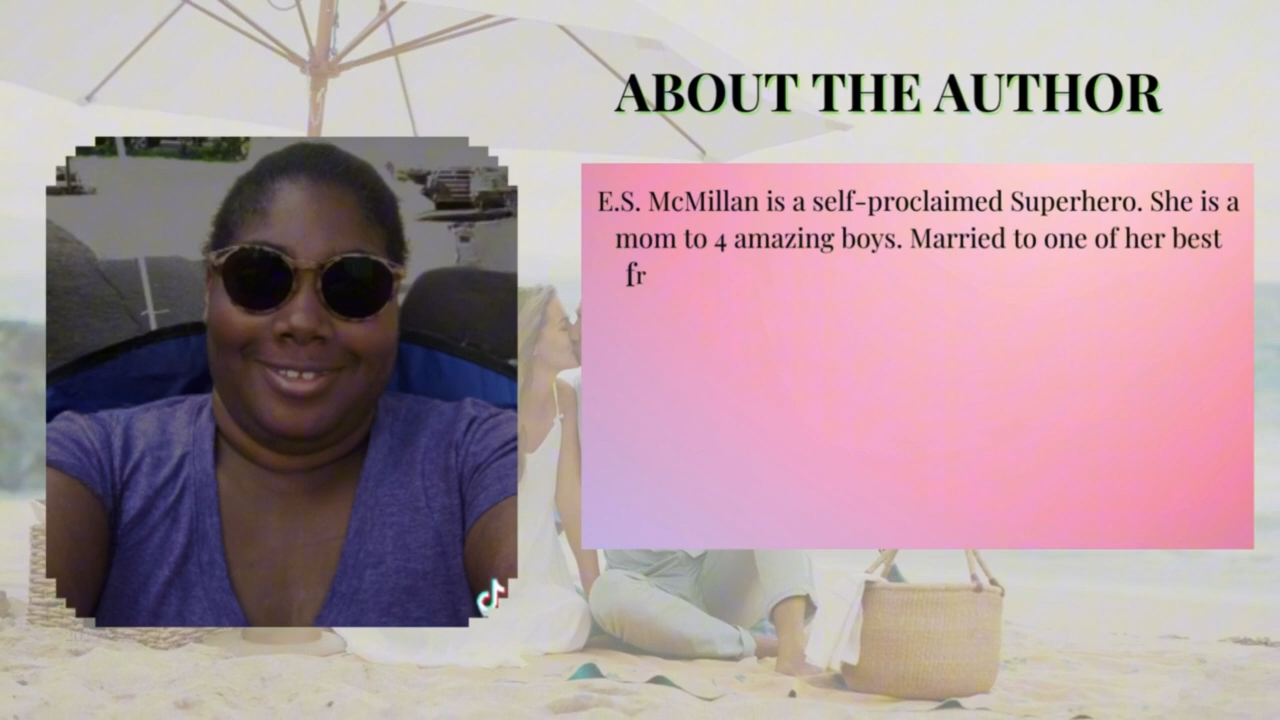 ABOUT THE AUTHOR
E.S. McMillan is a self-proclaimed Superhero. She is a
mom to 4 amazing boys. Married to one of her best
fr